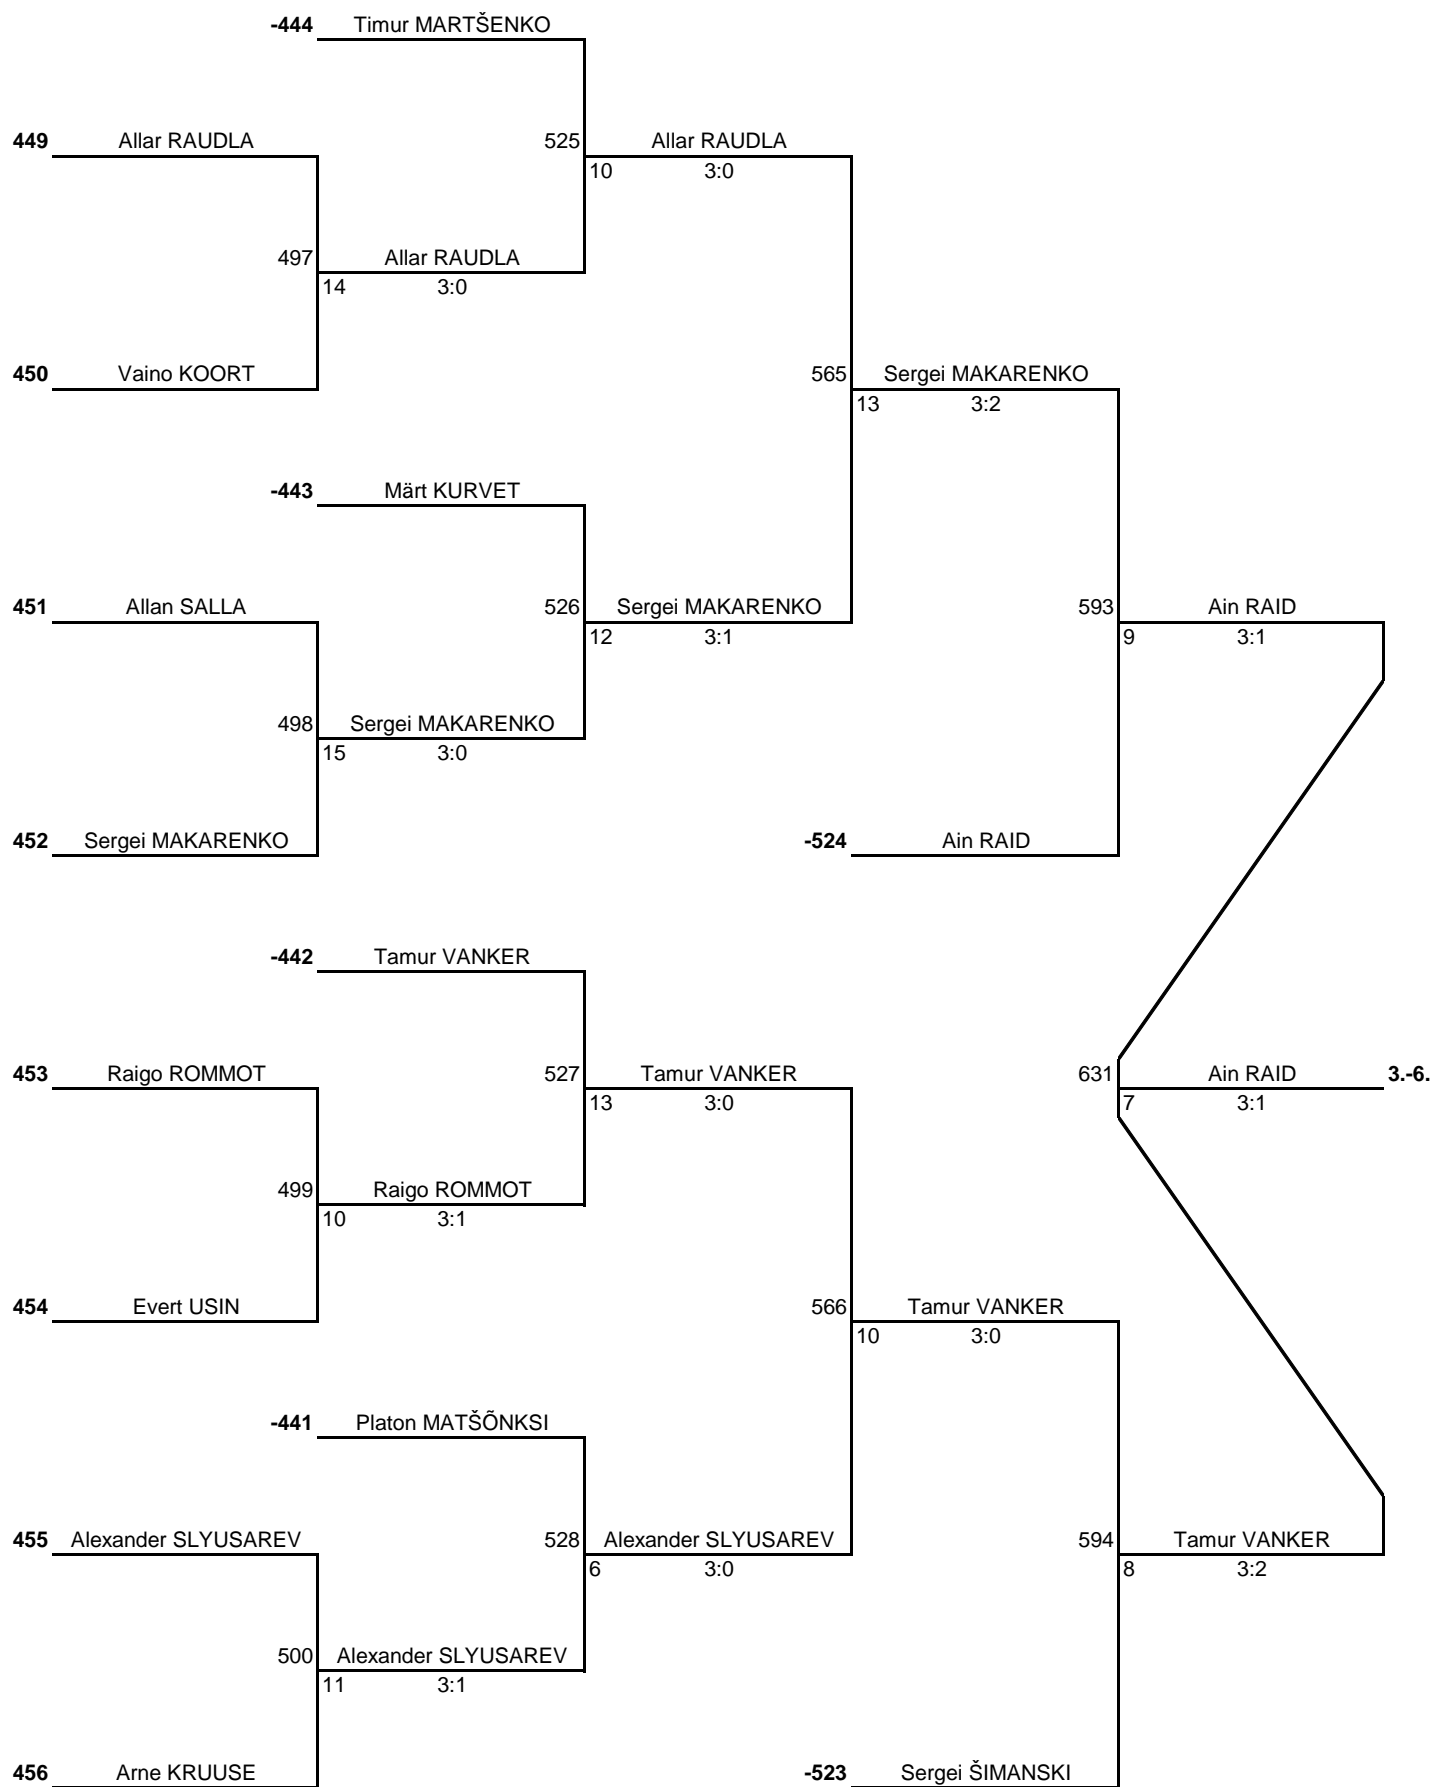 -444 Timur MARTŠENKO
449 Allar RAUDLA 525 Allar RAUDLA
10 3:0
497 Allar RAUDLA
14 3:0
450 Vaino KOORT 565 Sergei MAKARENKO
13 3:2
-443 Märt KURVET
451 Allan SALLA 526 Sergei MAKARENKO 593 Ain RAID
12 3:1 9 3:1
498 Sergei MAKARENKO
15 3:0
452 Sergei MAKARENKO -524 Ain RAID
-442 Tamur VANKER
453 Raigo ROMMOT 527 Tamur VANKER 631 Ain RAID 3.-6.
13 3:0 7 3:1
499 Raigo ROMMOT
10 3:1
454 Evert USIN 566 Tamur VANKER
10 3:0
-441 Platon MATŠÕNKSI
455 Alexander SLYUSAREV 528 Alexander SLYUSAREV 594 Tamur VANKER
6 3:0 8 3:2
500 Alexander SLYUSAREV
11 3:1
456 Arne KRUUSE -523 Sergei ŠIMANSKI